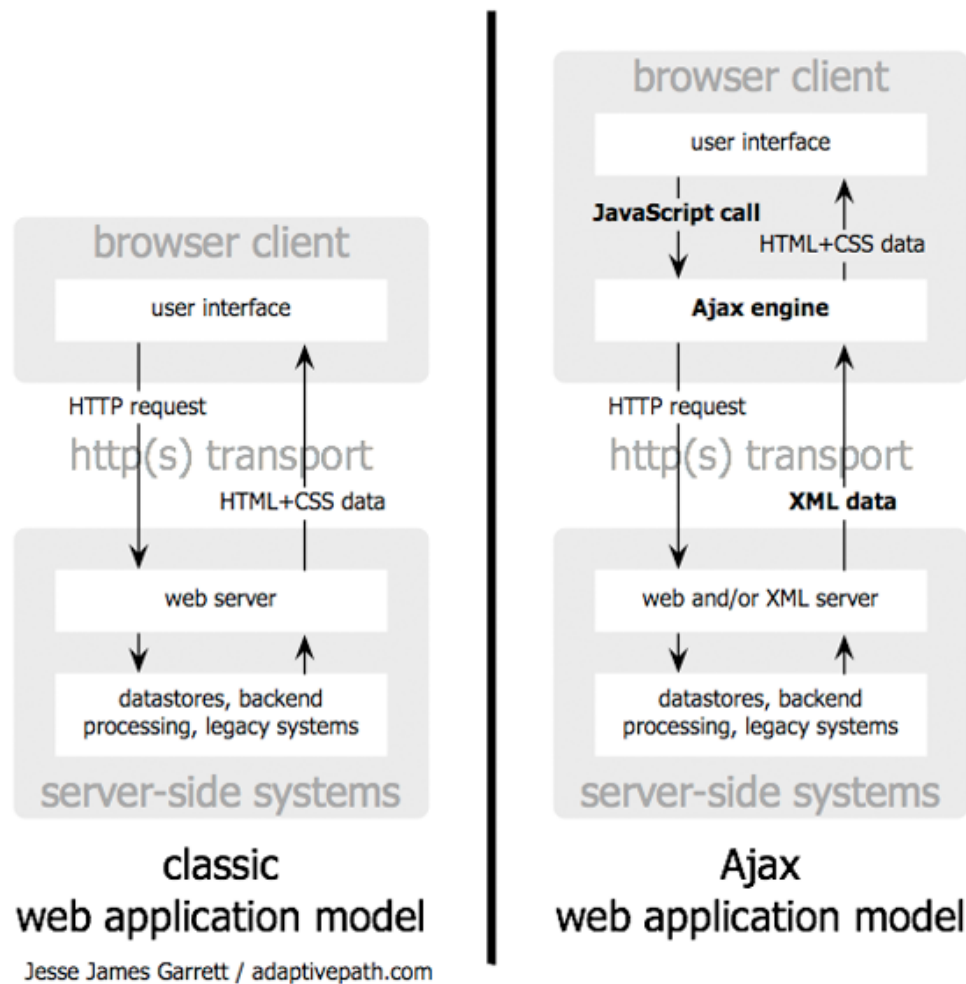 browser client
user interface
HTTP request
http(s) transport
HTML+CSS data
web server
datastores, backend
processing, legacy systems
server-side systems
classic
web application model
Jesse James Garrett / adaptivepath.com
browser client
user interface
JavaScript call
HTML+CSS data
Ajax engine
HTTP request
http(s) transport
XML data
web and/or XML server
datastores, backend
processing, legacy systems
server-side systems
Ajax
web application model